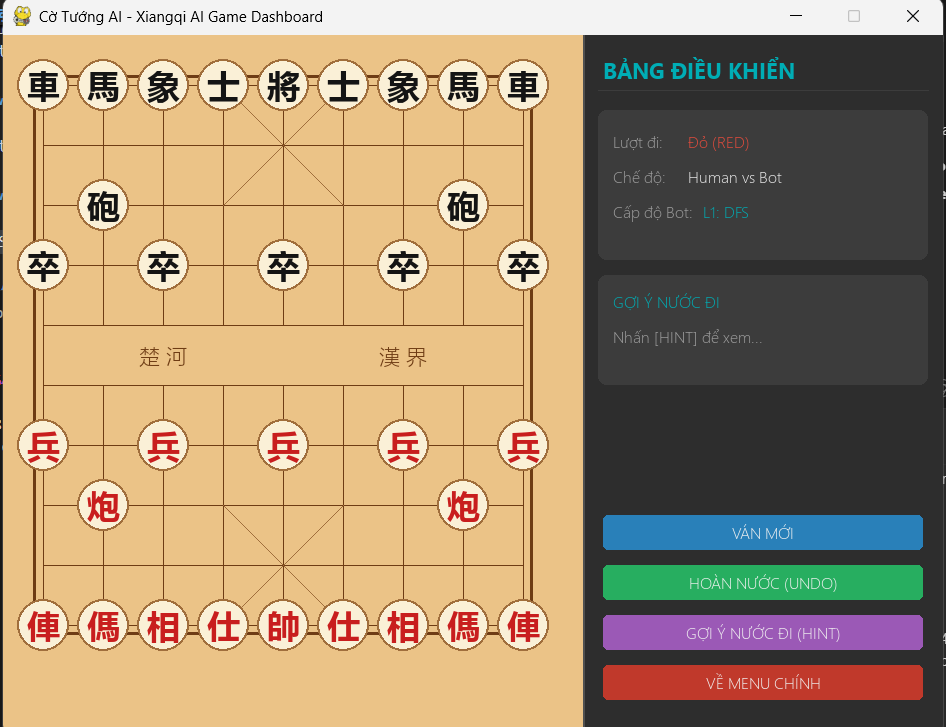 Cờ Tướng AI - Xiangqi AI Game Dashboard
車 馬 象 士 將 士 象 馬 車
砲 砲
卒 卒 卒 卒 卒
楚 河 漢 界
兵 兵 兵 兵 兵
炮 炮
俥 傌 相 仕 帥 仕 相 傌 俥
BẢNG ĐIỀU KHIỂN
Lượt đi: Đỏ (RED)
Chế độ: Human vs Bot
Cấp độ Bot: L1: DFS
GỢI Ý NƯỚC ĐI
Nhấn [HINT] để xem...
VÁN MỚI
HOÀN NƯỚC (UNDO)
GỢI Ý NƯỚC ĐI (HINT)
VỀ MENU CHÍNH